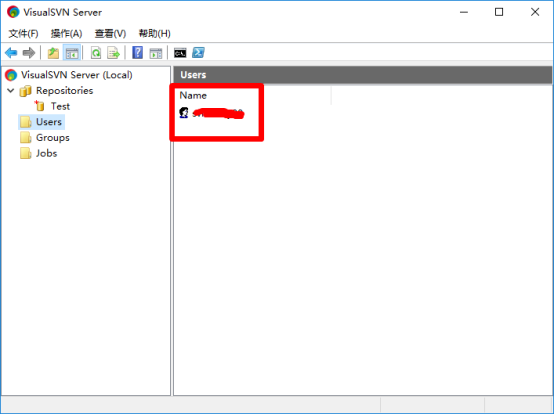 VisualSVN Server
文件(F) 操作(A) 查看(V) 帮助(H)
VisualSVN Server (Local)
Repositories
Test
Users
Groups
Jobs
Users
Name